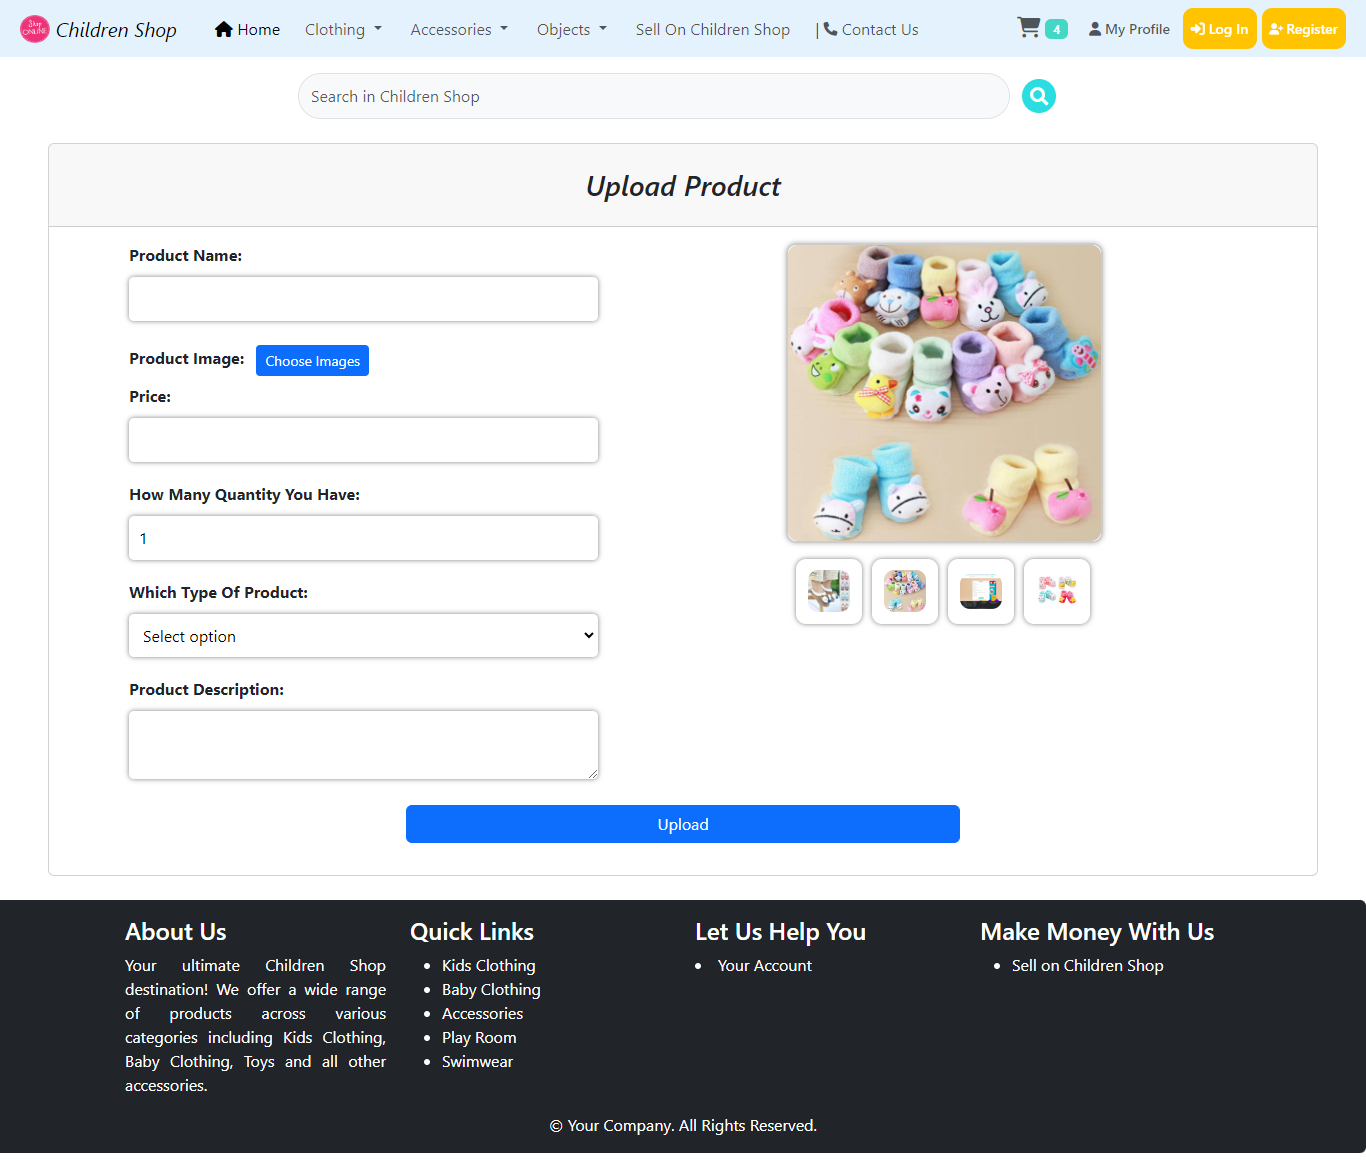 Shop ONLINE Children Shop Home Clothing Accessories Objects Sell On Children Shop | Contact Us 4 My Profile Log In Register
Search in Children Shop
Upload Product
Product Name:
Product Image: Choose Images
Price:
How Many Quantity You Have:
1
Which Type Of Product:
Select option
Product Description:
Upload
About Us
Your ultimate Children Shop
destination! We offer a wide range
of products across various
categories including Kids Clothing,
Baby Clothing, Toys and all other
accessories.
Quick Links
Kids Clothing
Baby Clothing
Accessories
Play Room
Swimwear
Let Us Help You
Your Account
Make Money With Us
Sell on Children Shop
© Your Company. All Rights Reserved.